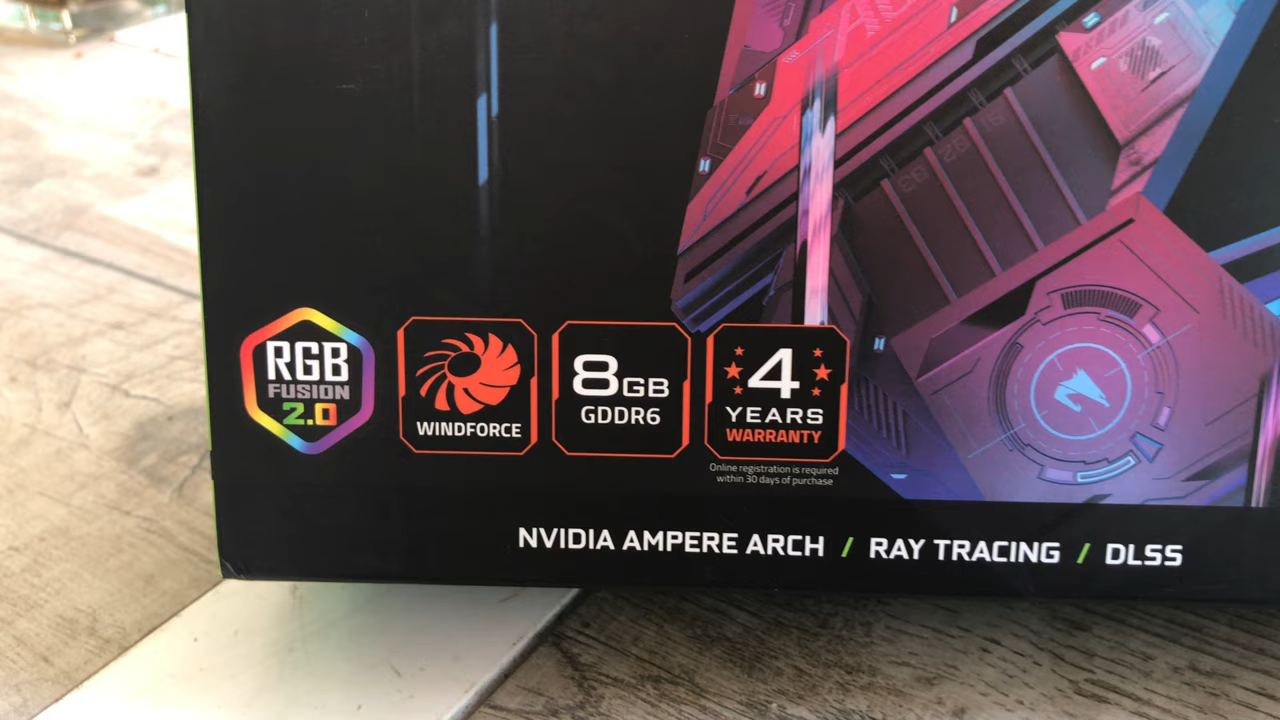 RGB
FUSION
2.0
WINDFORCE
8GB
GDDR6
4
YEARS
WARRANTY
Online registration is required
within 30 days of purchase
NVIDIA AMPERE ARCH / RAY TRACING / DLSS